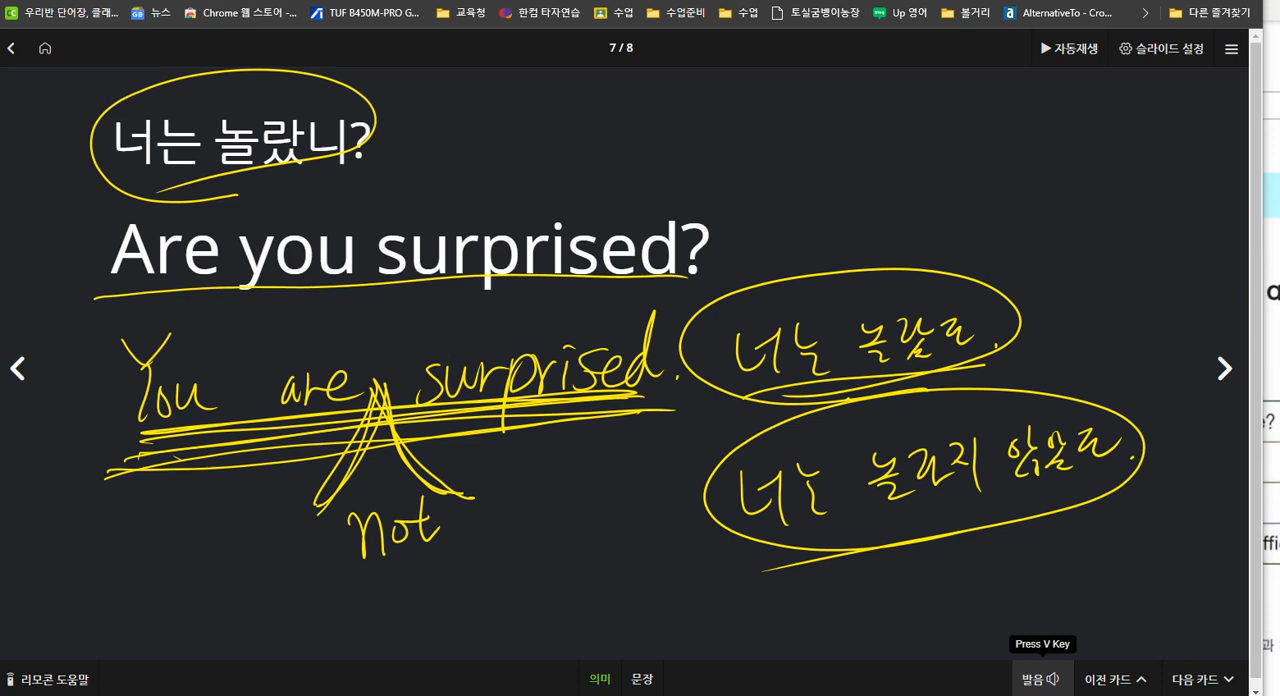 우리반 단어장, 클래... 뉴스 Chrome 웹 스토어 -... TUF B450M-PRO G... 교육청 한컴 타자연습 수업 수업준비 수업 토실굼벵이농장 Up 영어 볼거리 AlternativeTo - Cro... 다른 즐겨찾기
7 / 8 자동재생 슬라이드 설정
너는 놀랐니?
Are you surprised?
You are surprised. 너는 놀랐다.
not
너는 놀라지 않았다.
e?
Press V Key
리모콘 도움말 의미 문장 발음 이전 카드 다음 카드